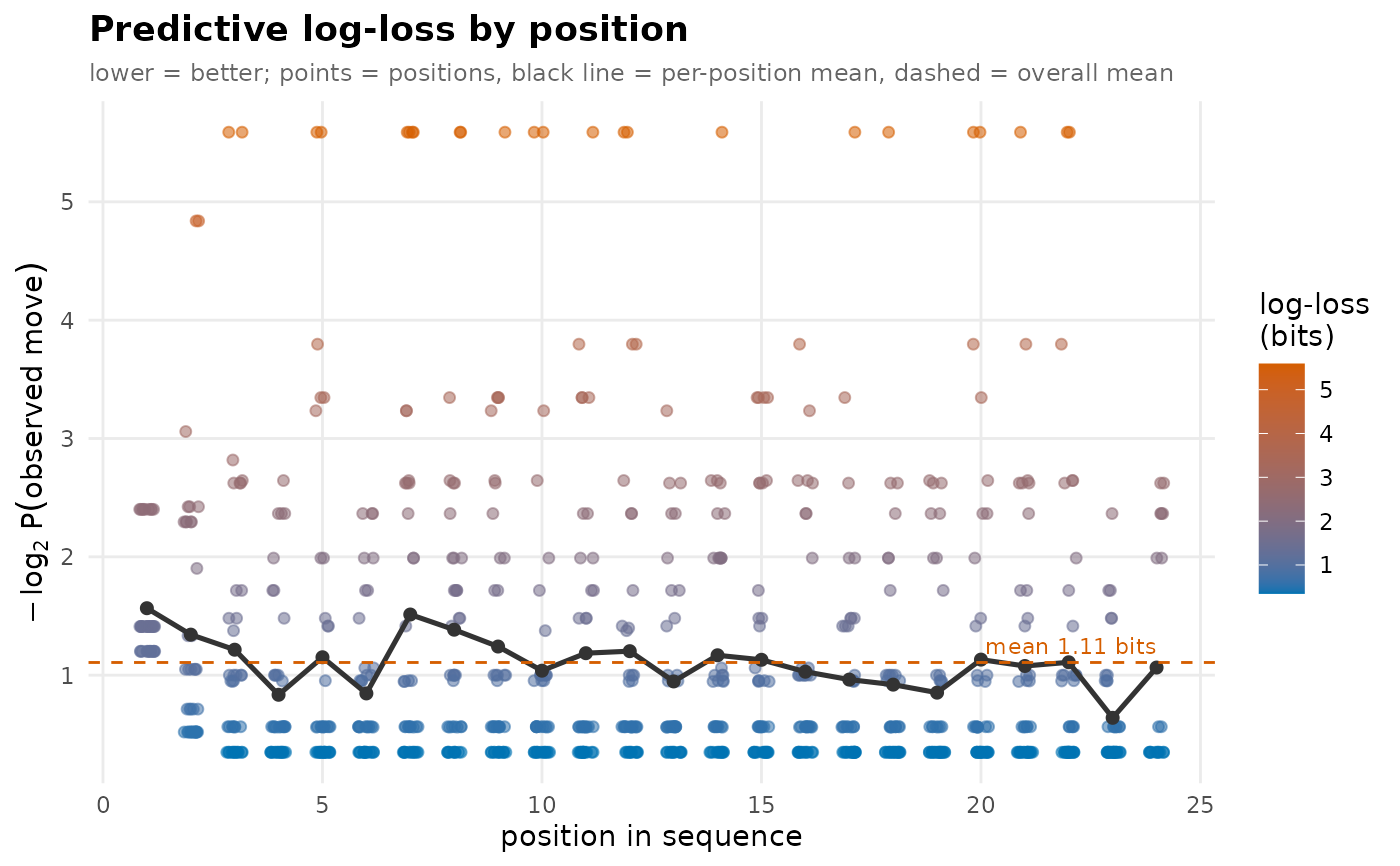 Predictive log-loss by position
lower = better; points = positions, black line = per-position mean, dashed = overall mean
− log₂ P(observed move)
5
4
3
2
1
mean 1.11 bits
0 5 10 15 20 25
position in sequence
log-loss
(bits)
5
4
3
2
1